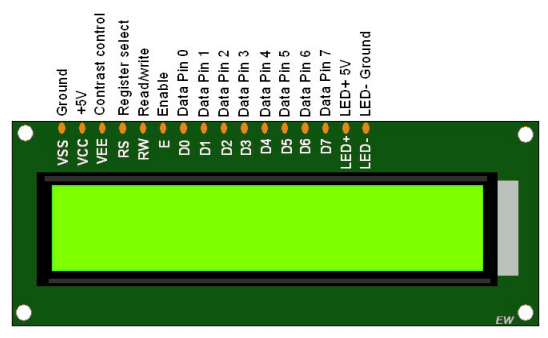 Ground
+5V
Contrast control
Register select
Read/write
Enable
Data Pin 0
Data Pin 1
Data Pin 2
Data Pin 3
Data Pin 4
Data Pin 5
Data Pin 6
Data Pin 7
LED+ 5V
LED- Ground
VSS
VCC
VEE
RS
RW
E
D0
D1
D2
D3
D4
D5
D6
D7
LED+
LED-
EW